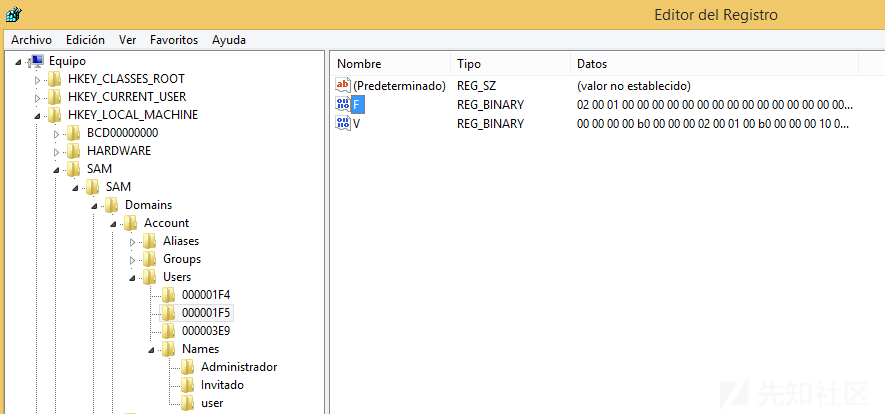 Editor del Registro
Archivo Edición Ver Favoritos Ayuda
Equipo
HKEY_CLASSES_ROOT
HKEY_CURRENT_USER
HKEY_LOCAL_MACHINE
BCD00000000
HARDWARE
SAM
SAM
Domains
Account
Aliases
Groups
Users
000001F4
000001F5
000003E9
Names
Administrador
Invitado
user
Nombre Tipo Datos
(Predeterminado) REG_SZ (valor no establecido)
F REG_BINARY 02 00 01 00 00 00 00 00 00 00 00 00 00 00 00 00...
V REG_BINARY 00 00 00 00 b0 00 00 00 02 00 01 00 b0 00 00 00 10 0...
先知社区